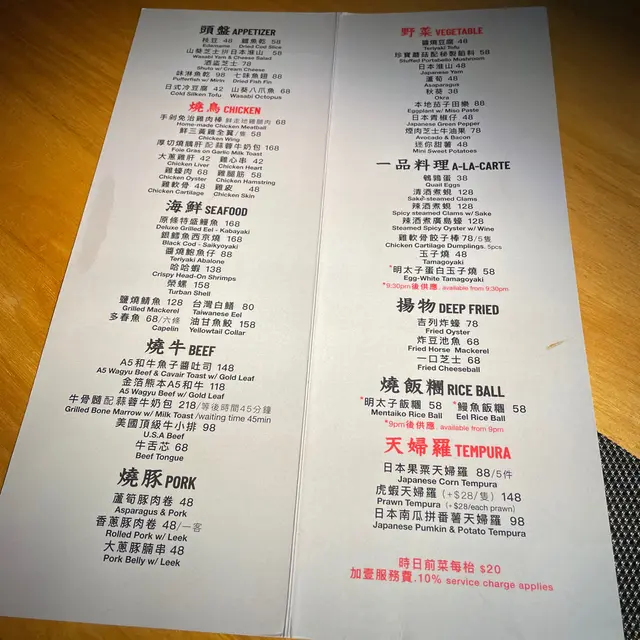 頭盤 APPETIZER
枝豆 48 鱈魚乾 58
Edemame Dried Cod Slice
山葵芝士拼日本淮山 58
Wasabi Yam & Cheese Salad
酒盜芝士 78
Shuto w/ Cream Cheese
味淋魚乾 98 七味魚翅 88
Pufferfish w/ Mirin Dried Fish Fin
日式冷豆腐 42 山葵八爪魚 68
Cold Silken Tofu Wasabi Octopus
燒鳥 CHICKEN
手剁免治雞肉棒 鮮走地雞腿肉 68
Home-made Chicken Meatball
鮮三黃雞全翼/隻 58
Chicken Wing
厚切燒鵝肝配蒜蓉牛奶包 168
Foie Gras on Garlic Milk Toast
大蔥雞肝 42 雞心串 42
Chicken Liver Chicken Heart
雞蠔肉 68 雞腿筋 58
Chicken Oyster Chicken Hamstring
雞軟骨 48 雞皮 48
Chicken Cartilage Chicken Skin
海鮮 SEAFOOD
原條特盛鰻魚 168
Deluxe Grilled Eel - Kabayaki
銀鱈魚西京燒 168
Black Cod - Saikyoyaki
醬燒鮑魚仔 88
Teriyaki Abalone
哈哈蝦 138
Crispy Head-On Shrimps
榮螺 158
Turban Shell
鹽燒鯖魚 128 台灣白鱔 80
Grilled Mackerel Taiwanese Eel
多春魚 68/六條 油甘魚鮫 158
Capelin Yellowtail Collar
燒牛 BEEF
A5和牛魚子醬吐司 148
A5 Wagyu Beef & Cavair Toast w/ Gold Leaf
金箔熊本A5和牛 118
A5 Wagyu Beef w/ Gold Leaf
牛骨髓配蒜蓉牛奶包 218/等後時間45分鐘
Grilled Bone Marrow w/ Milk Toast /waiting time 45min
美國頂級牛小排 98
U.S.A Beef
牛舌芯 68
Beef Tongue
燒豚 PORK
蘆筍豚肉卷 48
Asparagus & Pork
香蔥豚肉卷 48/一客
Rolled Pork w/ Leek
大蔥豚腩串 48
Pork Belly w/ Leek
野菜 VEGETABLE
鹽燒豆腐 48
Teriyaki Tofu
珍寶蘑菇配秘製餡料 58
Stuffed Portabello Mushroom
日本淮山 48
Japanese Yam
蘆筍 48
Asparagus
秋葵 38
Okra
本地茄子田樂 88
Eggplant w/ Miso Paste
日本青椒仔 48
Japanese Green Pepper
煙肉芝士牛油果 78
Avocado & Bacon
迷你甜薯 48
Mini Sweet Potatoes
一品料理 A-LA-CARTE
鵪鶉蛋 38
Quail Eggs
清酒煮蜆 128
Sake-steamed Clams
辣酒煮蜆 128
Spicy steamed Clams w/ Sake
辣酒煮廣島蠔 128
Steamed Spicy Oyster w/ Wine
雞軟骨餃子棒 78/5隻
Chicken Cartilage Dumplings, 5pcs
玉子燒 48
Tamagoyaki
*明太子蛋白玉子燒 58
Egg-White Tamagoyaki
*9:30pm後供應, available from 9:30pm
揚物 DEEP FRIED
吉列炸蠔 78
Fried Oyster
炸豆池魚 68
Fried Horse Mackerel
一口芝士 68
Fried Cheeseball
燒飯糰 RICE BALL
*明太子飯糰 58 *鰻魚飯糰 58
Mentaiko Rice Ball Eel Rice Ball
*9pm後供應, available from 9pm
天婦羅 TEMPURA
日本果粟天婦羅 88/5件
Japanese Corn Tempura
虎蝦天婦羅 (+$28/隻) 148
Prawn Tempura (+$28/each prawn)
日本南瓜拼番薯天婦羅 98
Japanese Pumkin & Potato Tempura
時日前菜每枱 $20
加壹服務費.10% service charge applies